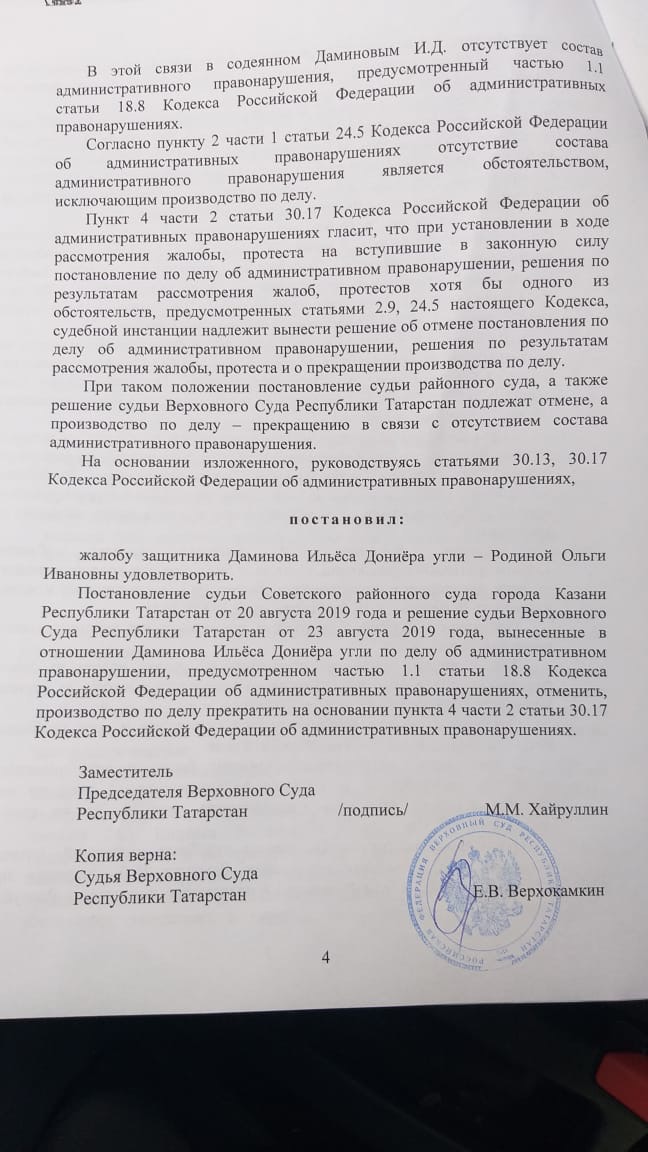 В этой связи в содеянном Даминовым И.Д. отсутствует состав
административного правонарушения, предусмотренный частью 1.1
статьи 18.8 Кодекса Российской Федерации об административных
правонарушениях.
Согласно пункту 2 части 1 статьи 24.5 Кодекса Российской Федерации
об административных правонарушениях отсутствие состава
административного правонарушения является обстоятельством,
исключающим производство по делу.
Пункт 4 части 2 статьи 30.17 Кодекса Российской Федерации об
административных правонарушениях гласит, что при установлении в ходе
рассмотрения жалобы, протеста на вступившие в законную силу
постановление по делу об административном правонарушении, решения по
результатам рассмотрения жалоб, протестов хотя бы одного из
обстоятельств, предусмотренных статьями 2.9, 24.5 настоящего Кодекса,
судебной инстанции надлежит вынести решение об отмене постановления по
делу об административном правонарушении, решения по результатам
рассмотрения жалобы, протеста и о прекращении производства по делу.
При таком положении постановление судьи районного суда, а также
решение судьи Верховного Суда Республики Татарстан подлежат отмене, а
производство по делу – прекращению в связи с отсутствием состава
административного правонарушения.
На основании изложенного, руководствуясь статьями 30.13, 30.17
Кодекса Российской Федерации об административных правонарушениях,
постановил:
жалобу защитника Даминова Ильёса Дониёра угли – Родиной Ольги
Ивановны удовлетворить.
Постановление судьи Советского районного суда города Казани
Республики Татарстан от 20 августа 2019 года и решение судьи Верховного
Суда Республики Татарстан от 23 августа 2019 года, вынесенные в
отношении Даминова Ильёса Дониёра угли по делу об административном
правонарушении, предусмотренном частью 1.1 статьи 18.8 Кодекса
Российской Федерации об административных правонарушениях, отменить,
производство по делу прекратить на основании пункта 4 части 2 статьи 30.17
Кодекса Российской Федерации об административных правонарушениях.
Заместитель
Председателя Верховного Суда
Республики Татарстан /подпись/ М.М. Хайруллин
Копия верна:
Судья Верховного Суда
Республики Татарстан Е.В. Верхокамкин
РОССИЙСКАЯ ФЕДЕРАЦИЯ ВЕРХОВНЫЙ СУД РЕСПУБЛИКИ ТАТАРСТАН
4